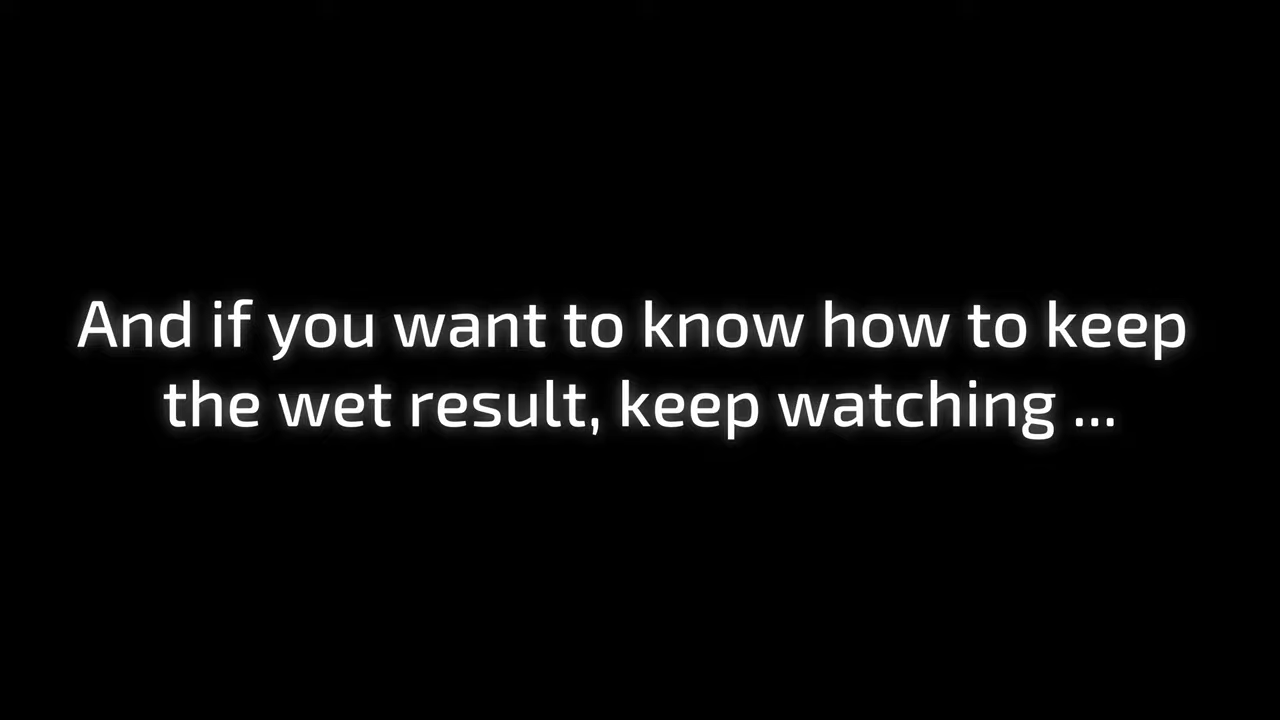 And if you want to know how to keep
the wet result, keep watching ...